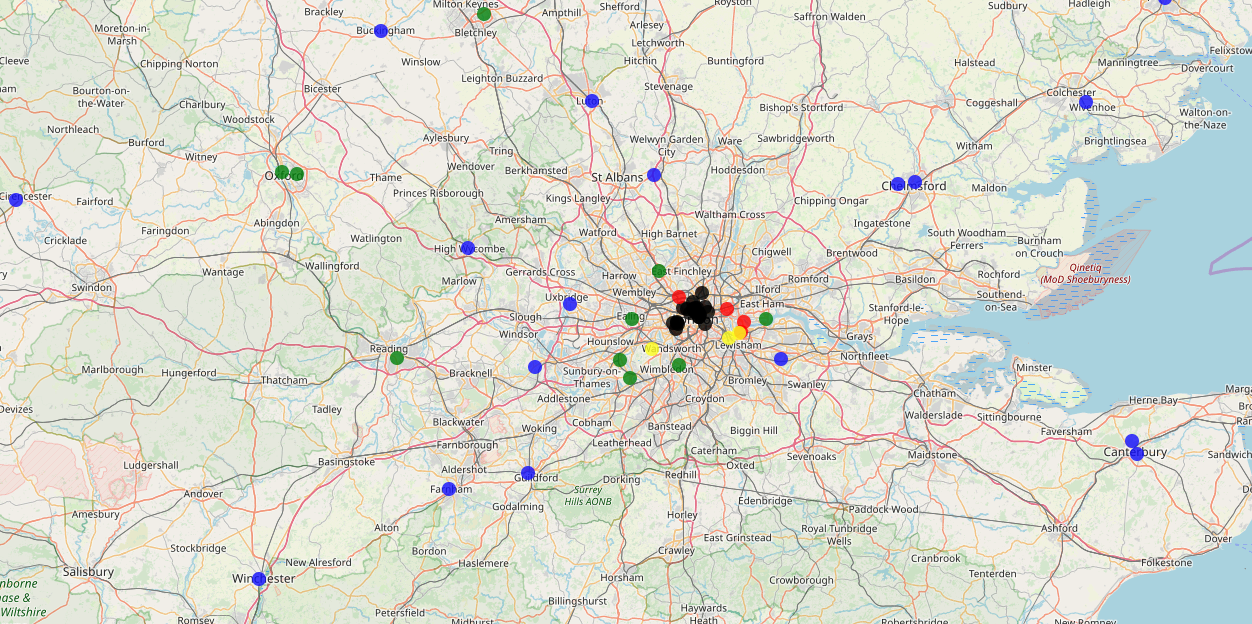 Brackley
Milton Keynes
Ampthill
Shefford
Royston
Saffron Walden
Sudbury
Hadleigh
Moreton-in-
Marsh
Buckingham
Bletchley
Arlesey
Letchworth
Felixstow
Cleeve
Chipping Norton
Winslow
Hitchin
Buntingford
Halstead
Manningtree
Dovercourt
Bicester
Leighton Buzzard
Stevenage
am
Bourton-on-
the-Water
Charlbury
Luton
Bishop's Stortford
Coggeshall
Colchester
Wivenhoe
Walton-on-
the-Naze
Woodstock
Northleach
Burford
Witney
Aylesbury
Tring
Welwyn Garden
City
Ware
Sawbridgeworth
Witham
Brightlingsea
Oxford
Thame
Wendover
Berkhamsted
St Albans
Hoddesdon
Chelmsford
Maldon
Cirencester
Fairford
Princes Risborough
Kings Langley
Chipping Ongar
Abingdon
Amersham
Waltham Cross
Ingatestone
Cricklade
Faringdon
Watlington
Watford
High Barnet
South Woodham
Ferrers
Burnham
on Crouch
High Wycombe
Chigwell
Brentwood
ry
Wantage
Wallingford
Gerrards Cross
Harrow
East Finchley
Romford
Basildon
Rochford
Qinetiq
(MoD Shoeburyness)
Swindon
Marlow
Uxbridge
Wembley
Ilford
East Ham
Southend-
on-Sea
Stanford-le-
Hope
Slough
Ealing
Windsor
Hounslow
Wandsworth
Lewisham
Grays
Northfleet
Reading
Marlborough
Hungerford
Thatcham
Bracknell
Sunbury-on-
Thames
Wimbledon
Bromley
Swanley
Minster
Devizes
Tadley
Addlestone
Croydon
Chatham
Herne Bay
Marga
Blackwater
Cobham
Banstead
Walderslade
Sittingbourne
Faversham
Br
Ran
Woking
Biggin Hill
Ludgershall
Basingstoke
Farnborough
Leatherhead
Caterham
Sevenoaks
Maidstone
Canterbury
Sandwich
Aldershot
Guildford
Dorking
Redhill
Oxted
Andover
Farnham
Surrey
Hills AONB
Edenbridge
De
Amesbury
Godalming
Horley
Paddock Wood
Alton
East Grinstead
Royal Tunbridge
Wells
Ashford
Dover
Stockbridge
Bordon
Crawley
Cranbrook
Folkestone
Salisbury
New Alresford
Haslemere
Winchester
Horsham
Crowborough
Tenterden
nborne
ase &
Wiltshire
Billingshurst
Petersfield
Haywards
Heath
Robertsbridge
Romsey
Midhurst
New Romney